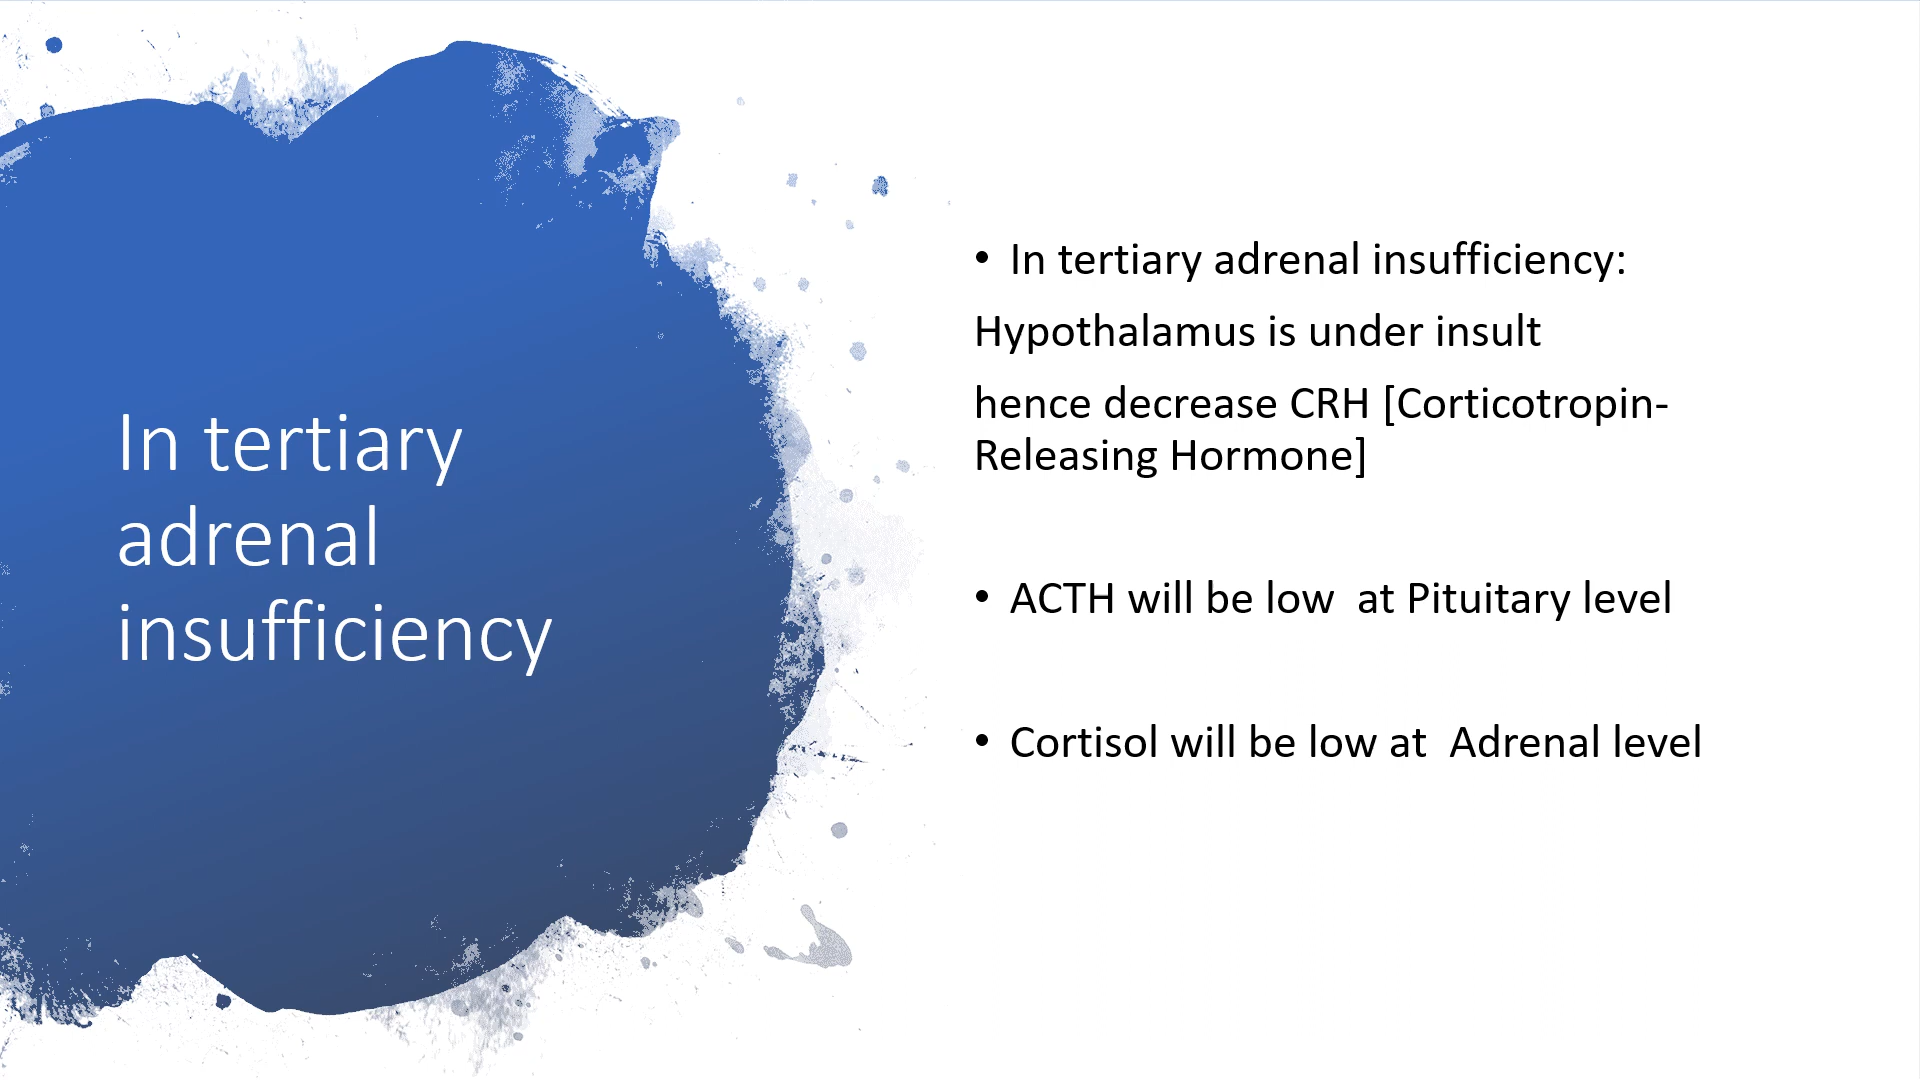 In tertiary
adrenal
insufficiency
• In tertiary adrenal insufficiency:
Hypothalamus is under insult
hence decrease CRH [Corticotropin-
Releasing Hormone]
• ACTH will be low  at Pituitary level
• Cortisol will be low at  Adrenal level